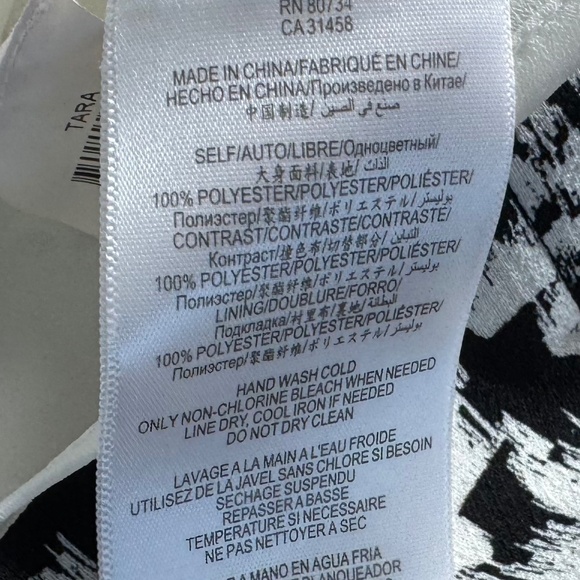 RN 80734
CA 31458
MADE IN CHINA/FABRIQUÉ EN CHINE/
HECHO EN CHINA/Произведено в Китае/
中国制造/ صنع في الصين/
SELF/AUTO/LIBRE/Одноцветный/
大身面料/表地/ الذات/
100% POLYESTER/POLYESTER/POLIÉSTER/
Полиэстер/聚酯纤维/ポリエステル/ بوليستر/
CONTRAST/CONTRASTE/CONTRASTE/
Контраст/撞色布/切替部分/ التباين/
100% POLYESTER/POLYESTER/POLIÉSTER/
Полиэстер/聚酯纤维/ポリエステル/ بوليستر/
LINING/DOUBLURE/FORRO/
Подкладка/衬里布/裏地/ البطانة/
100% POLYESTER/POLYESTER/POLIÉSTER/
Полиэстер/聚酯纤维/ポリエステル/ بوليستر/
HAND WASH COLD
ONLY NON-CHLORINE BLEACH WHEN NEEDED
LINE DRY, COOL IRON IF NEEDED
DO NOT DRY CLEAN
LAVAGE A LA MAIN A L'EAU FROIDE
UTILISEZ DE JAVEL SANS CHLORE SI BESOIN
SECHAGE SUSPENDU
REPASSER A BASSE
TEMPERATURE SI NECESSAIRE
NE PAS NETTOYER A SEC
A MANO EN AGUA FRIA
BLANQUEADOR
TARA